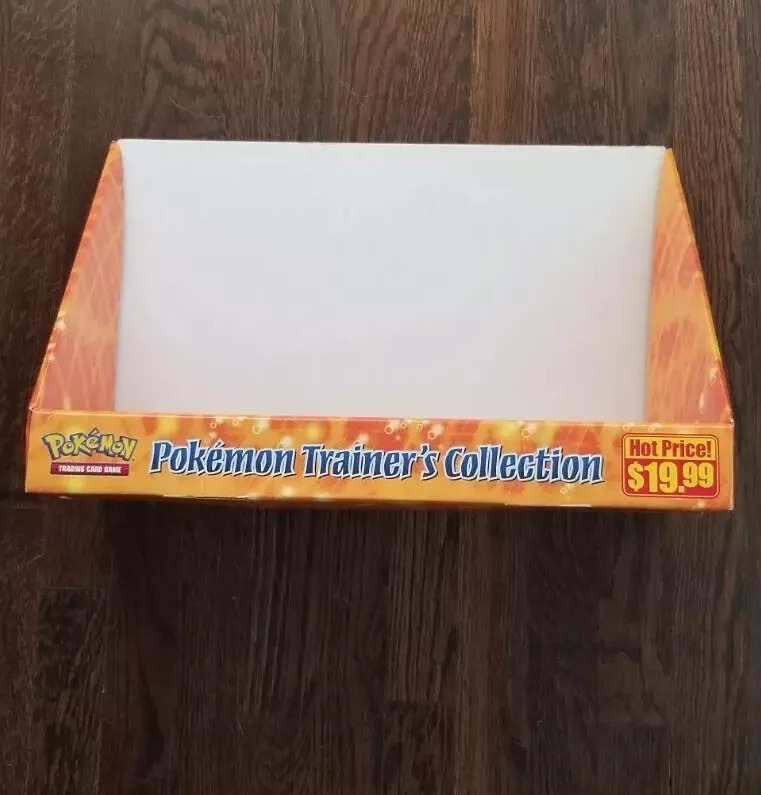 Pokémon
TRADING CARD GAME
Pokémon Trainer's Collection
Hot Price!
$19.99